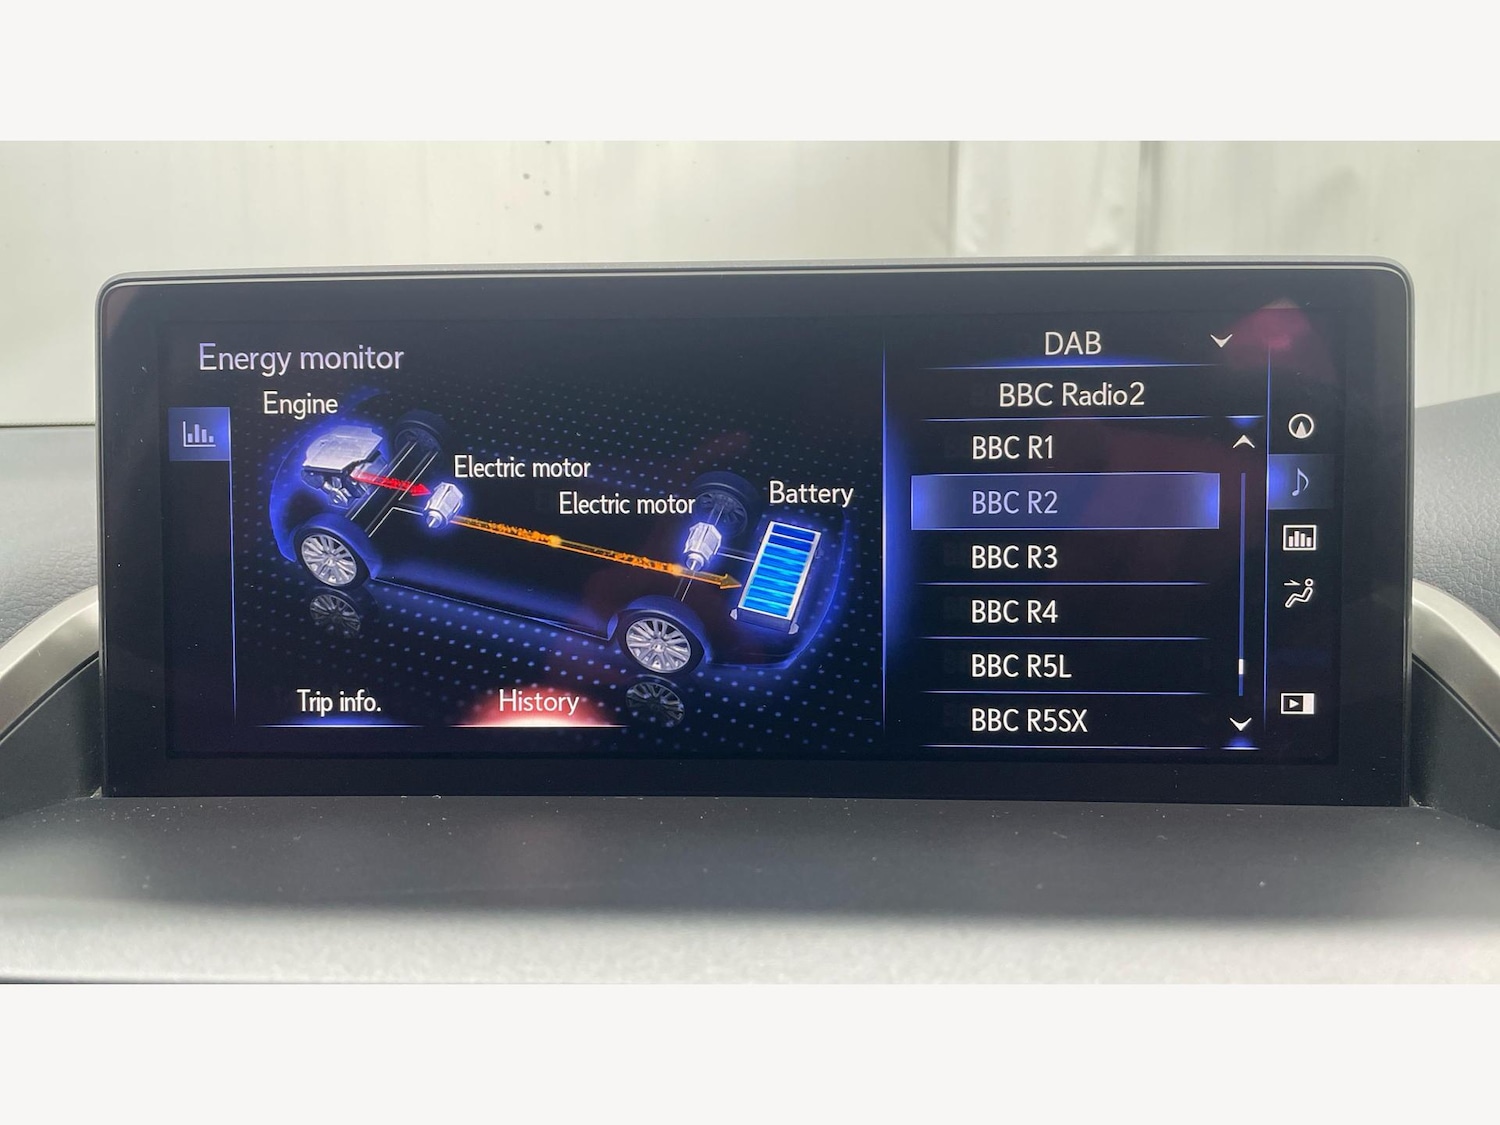 Energy monitor
Engine
Electric motor
Electric motor
Battery
Trip info.
History
DAB
BBC Radio2
BBC R1
BBC R2
BBC R3
BBC R4
BBC R5L
BBC R5SX